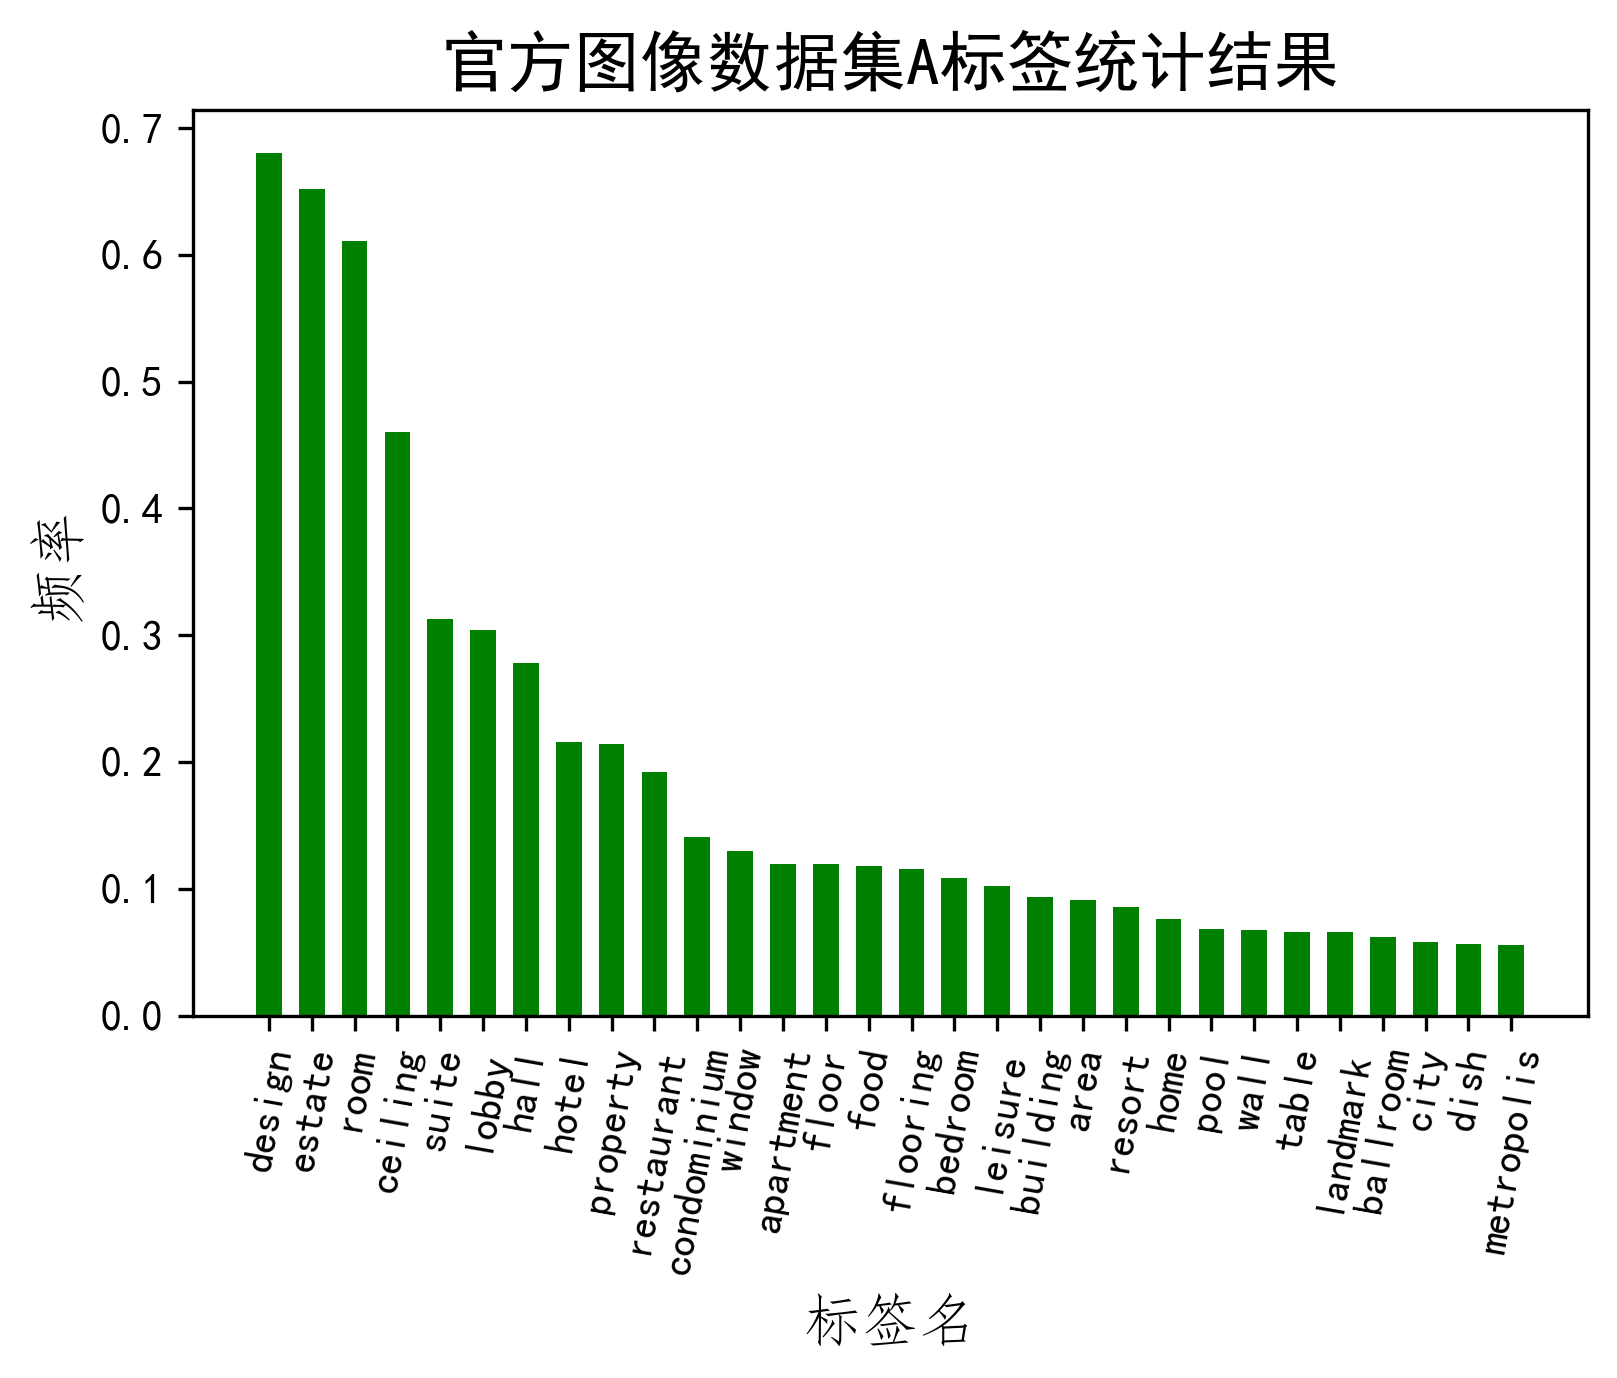 官方图像数据集A标签统计结果
0.7
0.6
0.5
0.4
0.3
0.2
0.1
0.0
频率
design
estate
room
ceiling
suite
lobby
hall
hotel
property
restaurant
condominium
window
apartment
floor
food
flooring
bedroom
leisure
building
area
resort
home
pool
wall
table
landmark
ballroom
city
dish
metropolis
标签名